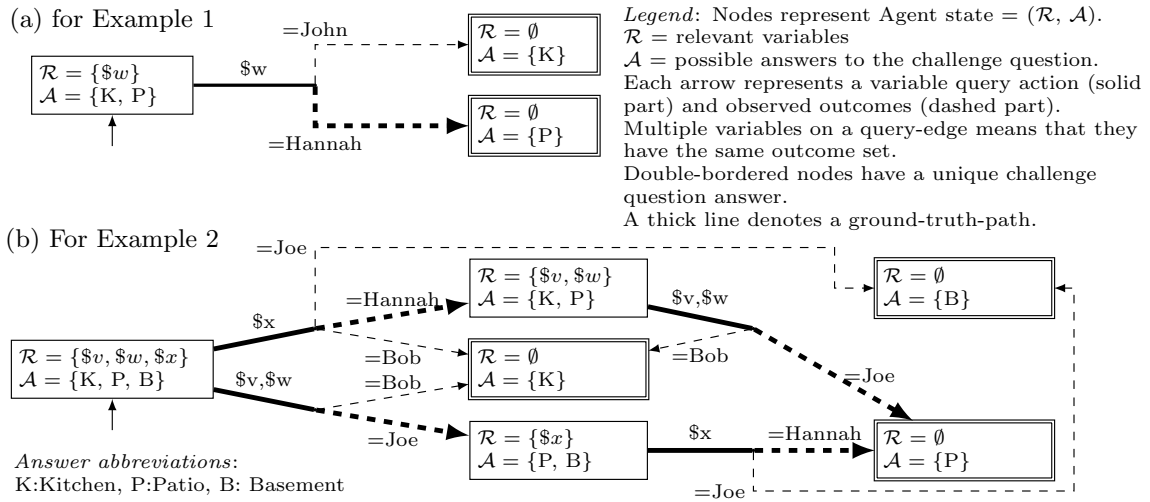 (a) for Example 1
ℛ = {$w}
𝒜 = {K, P}
$w
=John
=Hannah
ℛ = ∅
𝒜 = {K}
ℛ = ∅
𝒜 = {P}
Legend: Nodes represent Agent state = (ℛ, 𝒜).
ℛ = relevant variables
𝒜 = possible answers to the challenge question.
Each arrow represents a variable query action (solid
part) and observed outcomes (dashed part).
Multiple variables on a query-edge means that they
have the same outcome set.
Double-bordered nodes have a unique challenge
question answer.
A thick line denotes a ground-truth-path.
(b) For Example 2
ℛ = {$v, $w, $x}
𝒜 = {K, P, B}
$x
$v,$w
=Joe
=Hannah
=Bob
=Bob
=Joe
ℛ = {$v, $w}
𝒜 = {K, P}
ℛ = ∅
𝒜 = {K}
ℛ = {$x}
𝒜 = {P, B}
$v,$w
=Bob
=Joe
$x
=Hannah
=Joe
ℛ = ∅
𝒜 = {B}
ℛ = ∅
𝒜 = {P}
Answer abbreviations:
K:Kitchen, P:Patio, B: Basement